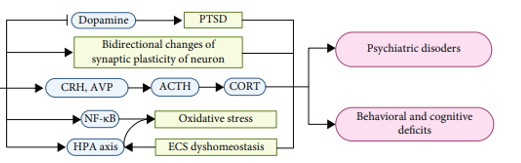 Dopamine
PTSD
Bidirectional changes of
synaptic plasticity of neuron
CRH, AVP
ACTH
CORT
NF-κB
Oxidative stress
HPA axis
ECS dyshomeostasis
Psychiatric disoders
Behavioral and cognitive
deficits